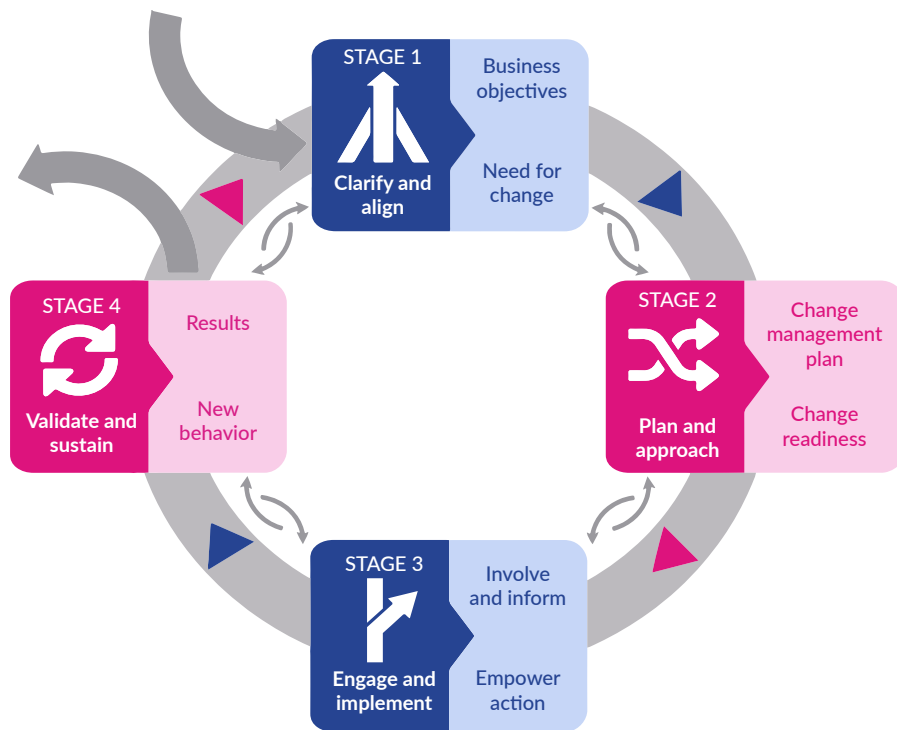 STAGE 1
Clarify and
align
Business
objectives
Need for
change
STAGE 2
Plan and
approach
Change
management
plan
Change
readiness
STAGE 3
Engage and
implement
Involve
and inform
Empower
action
STAGE 4
Validate and
sustain
Results
New
behavior